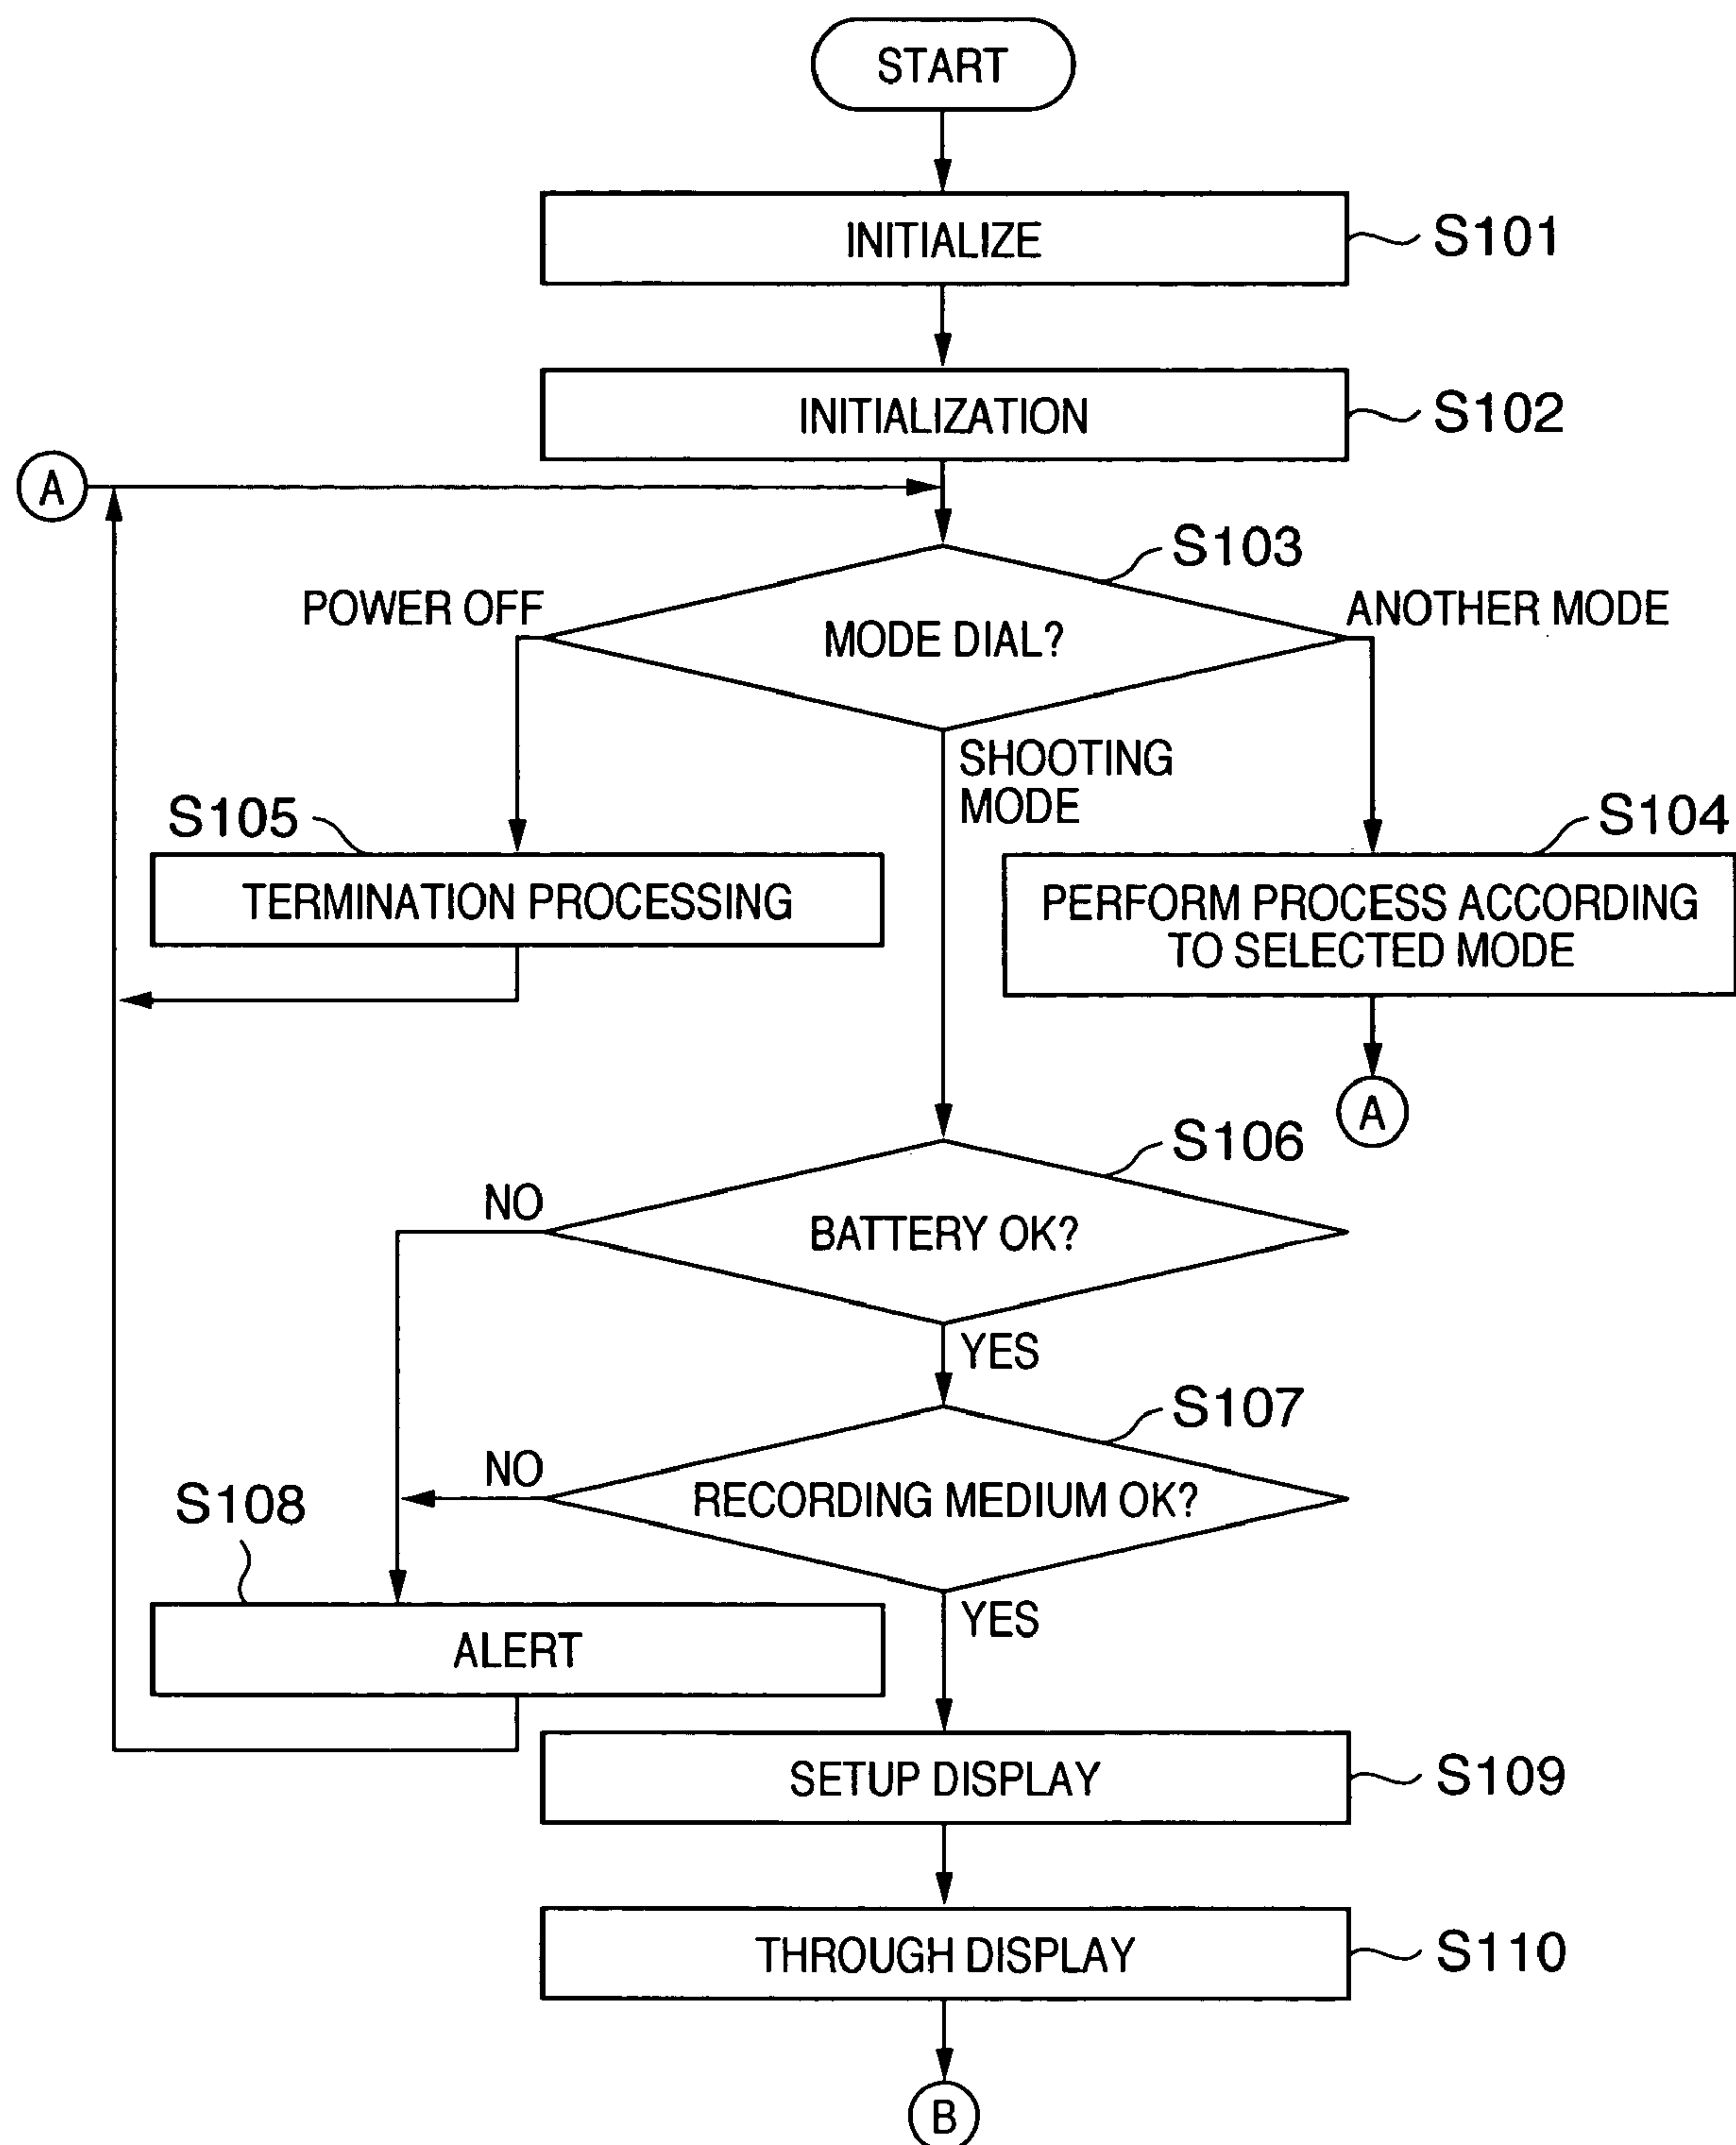 START
INITIALIZE
S101
INITIALIZATION
S102
A
S103
POWER OFF
MODE DIAL?
ANOTHER MODE
SHOOTING
MODE
S105
TERMINATION PROCESSING
S104
PERFORM PROCESS ACCORDING
TO SELECTED MODE
A
S106
NO
BATTERY OK?
YES
S107
NO
RECORDING MEDIUM OK?
S108
YES
ALERT
SETUP DISPLAY
S109
THROUGH DISPLAY
S110
B